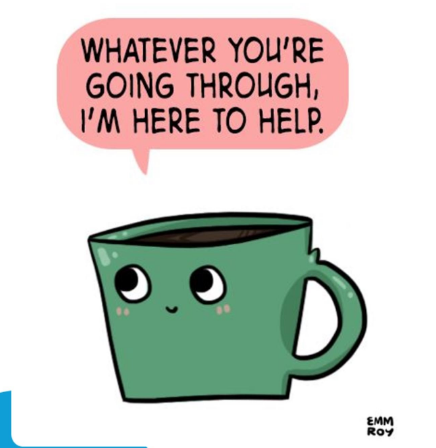 WHATEVER YOU'RE
GOING THROUGH,
I'M HERE TO HELP.
EMM
ROY